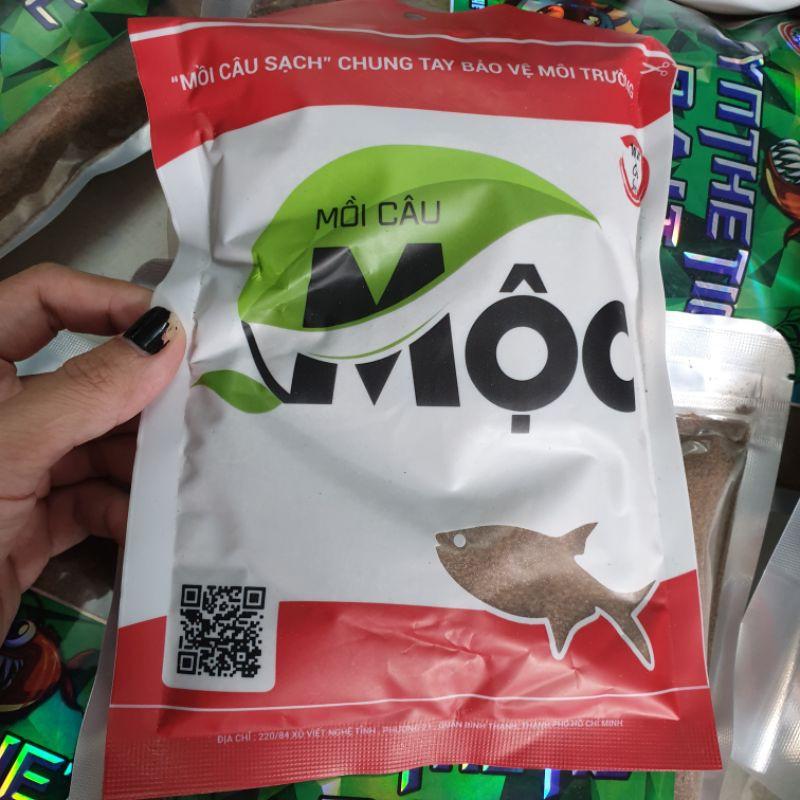 "MỒI CÂU SẠCH" CHUNG TAY BẢO VỆ MÔI TRƯỜNG
MỒI CÂU
MỘC
ĐỊA CHỈ : 220/84 XÔ VIẾT NGHỆ TĨNH , PHƯỜNG 21 , QUẬN BÌNH THẠNH, THÀNH PHỐ HỒ CHÍ MINH